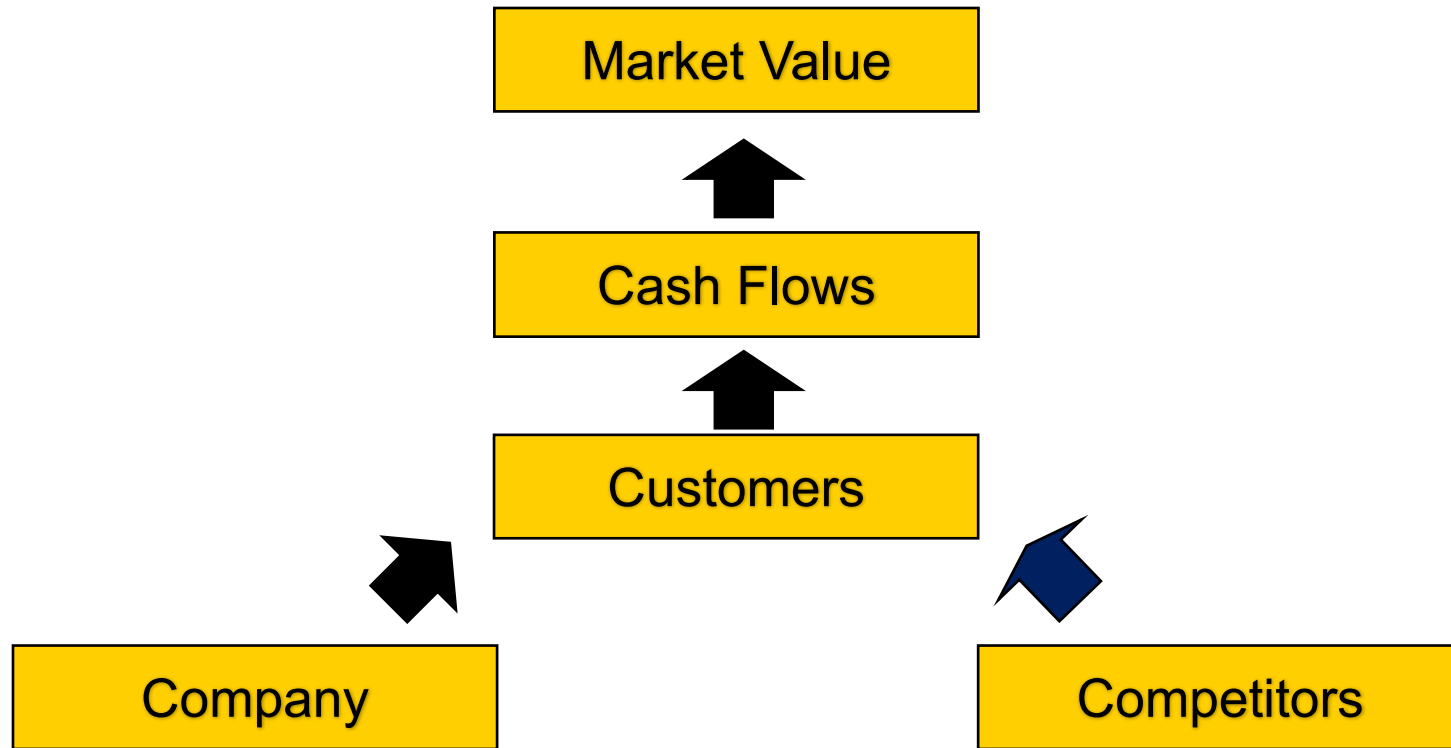 Market Value
Cash Flows
Customers
Company
Competitors